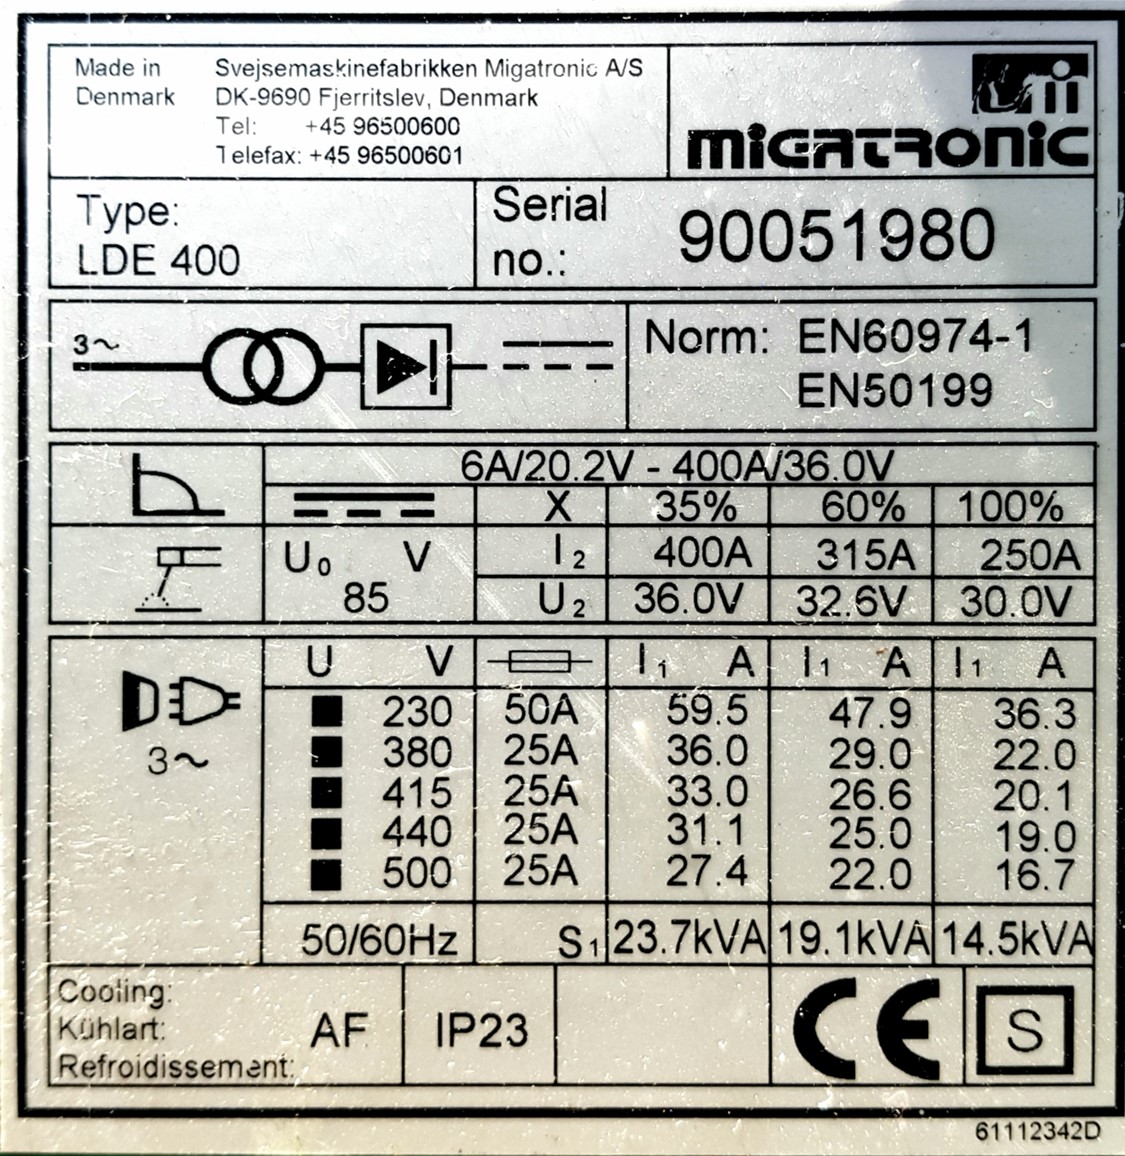 Made in
Denmark
Svejsemaskinefabrikken Migatronic A/S
DK-9690 Fjerritslev, Denmark
Tel: +45 96500600
Telefax: +45 96500601
MIGATRONIC
Type:
LDE 400
Serial
no.:
90051980
3~
Norm: EN60974-1
EN50199
6A/20.2V - 400A/36.0V
X 35% 60% 100%
U₀ V
85
I₂ 400A 315A 250A
U₂ 36.0V 32.6V 30.0V
3~
U V I₁ A I₁ A I₁ A
230 50A 59.5 47.9 36.3
380 25A 36.0 29.0 22.0
415 25A 33.0 26.6 20.1
440 25A 31.1 25.0 19.0
500 25A 27.4 22.0 16.7
50/60Hz S₁ 23.7kVA 19.1kVA 14.5kVA
Cooling:
Kühlart:
Refroidissement:
AF
IP23
CE
S
61112342D